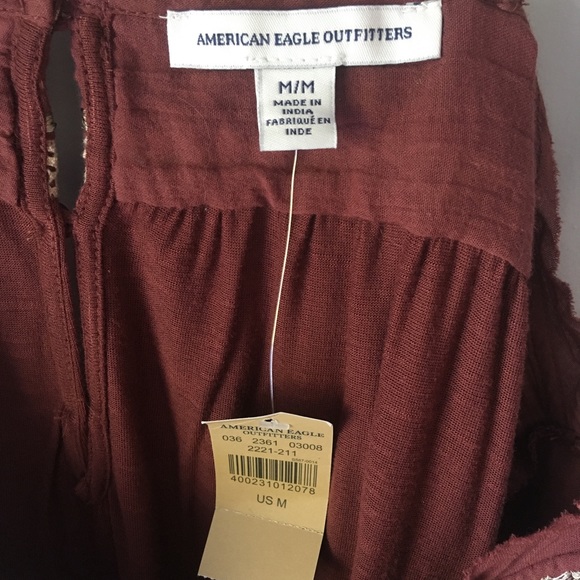 AMERICAN EAGLE OUTFITTERS
M/M
MADE IN
INDIA
FABRIQUÉ EN
INDE
AMERICAN EAGLE
OUTFITTERS
036 2361 03008
2221-211
400231012078
US M